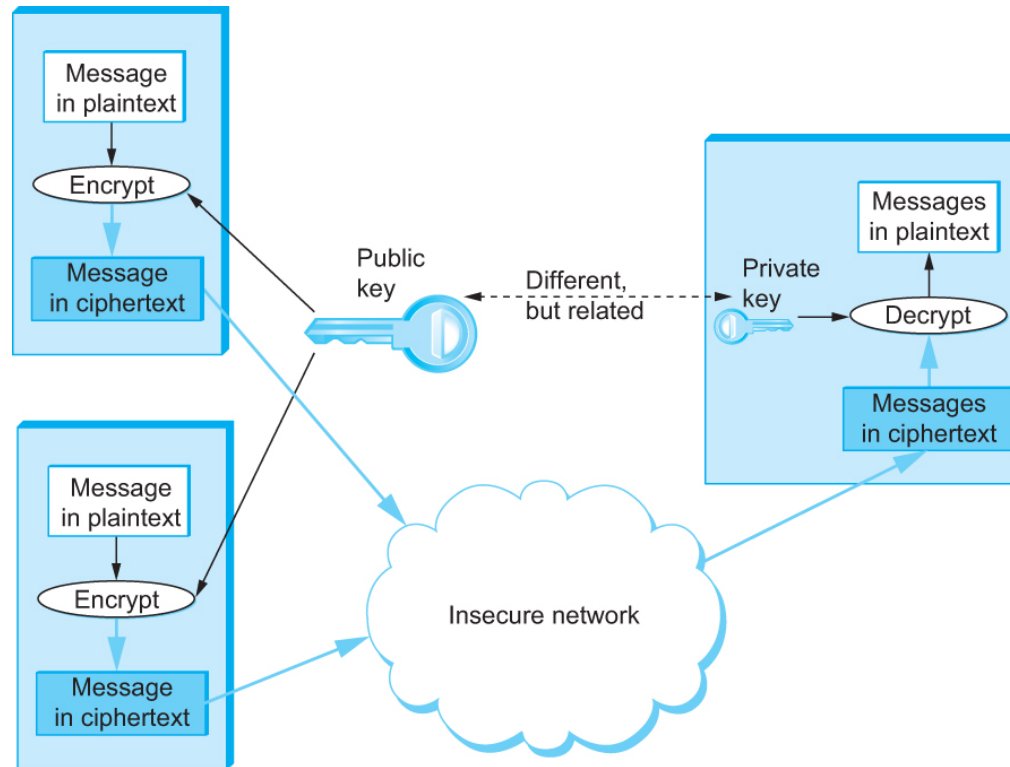 Message
in plaintext
Encrypt
Message
in ciphertext
Public
key
Different,
but related
Private
key
Messages
in plaintext
Decrypt
Messages
in ciphertext
Message
in plaintext
Encrypt
Message
in ciphertext
Insecure network